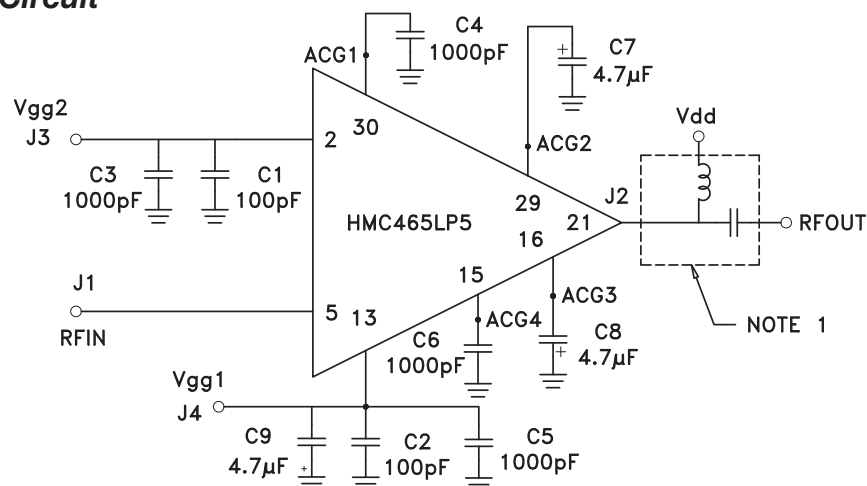 Circuit
C4
1000pF
ACG1
C7
4.7μF
Vgg2
J3
2
30
ACG2
Vdd
C3
1000pF
C1
100pF
29
J2
HMC465LP5
21
RFOUT
16
15
J1
RFIN
5
13
ACG4
ACG3
NOTE 1
C6
1000pF
C8
4.7μF
+
+
Vgg1
J4
C9
4.7μF
+
C2
100pF
C5
1000pF